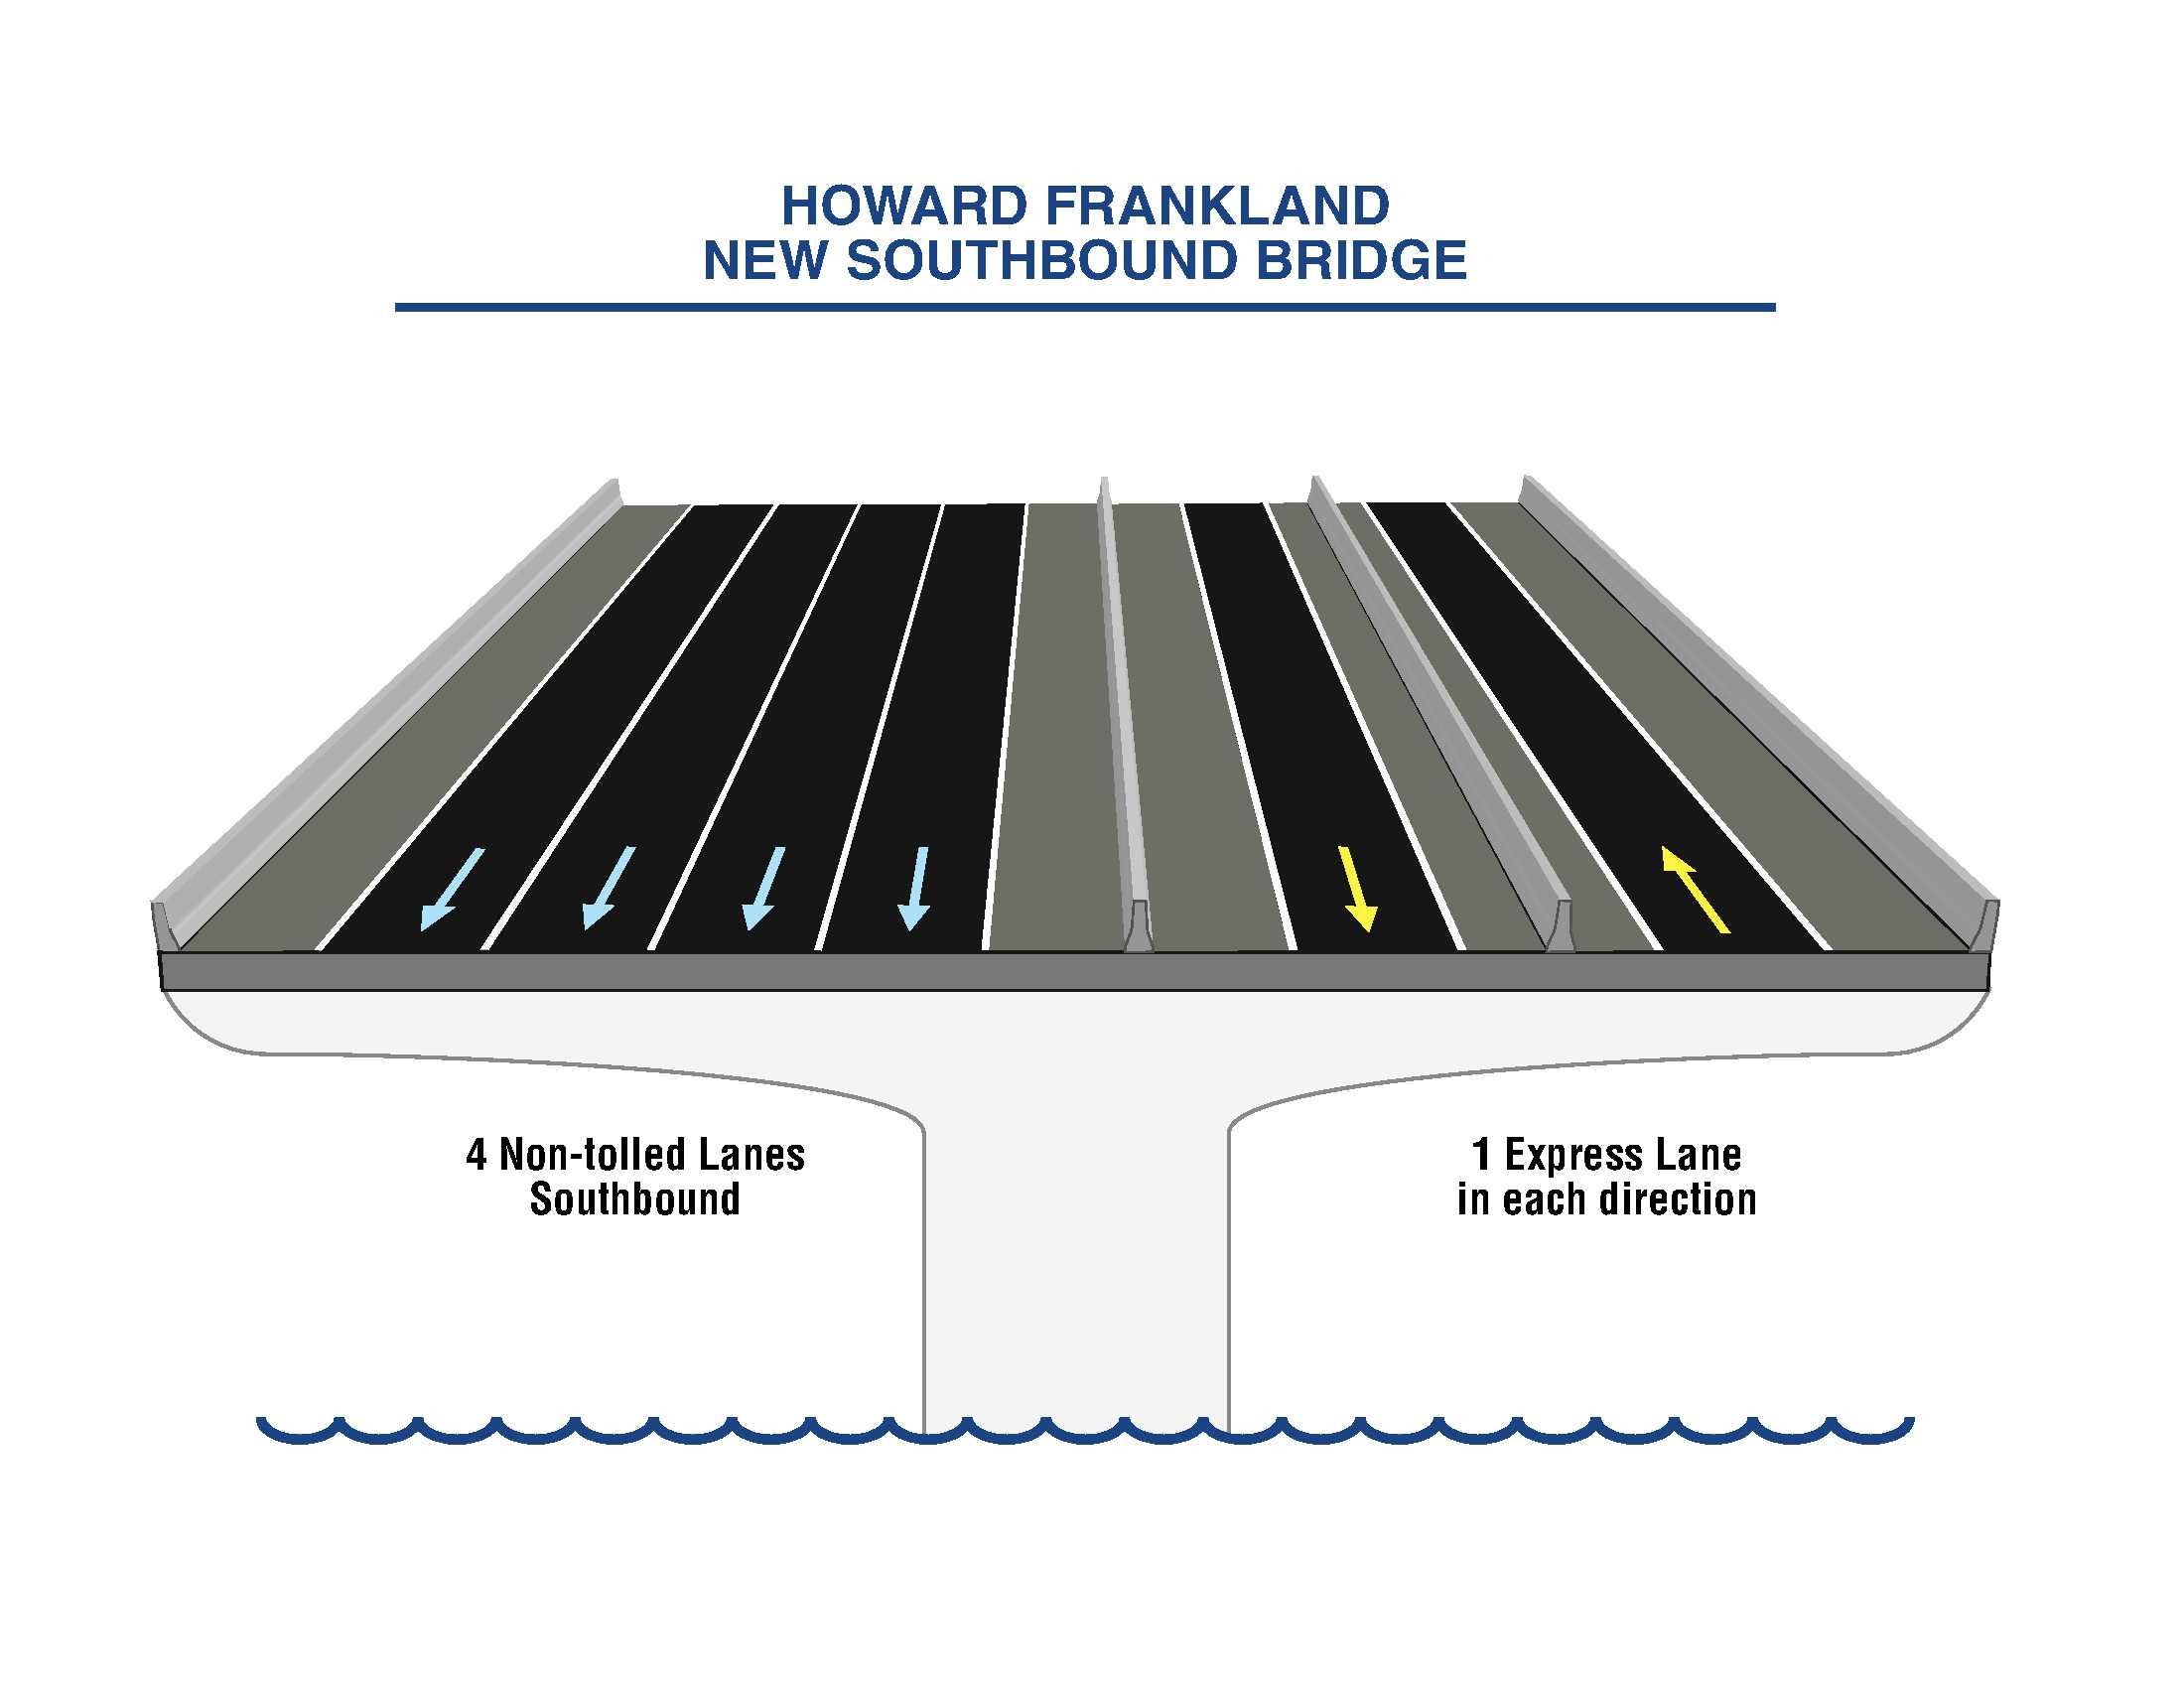 HOWARD FRANKLAND
NEW SOUTHBOUND BRIDGE
4 Non-tolled Lanes
Southbound
1 Express Lane
in each direction